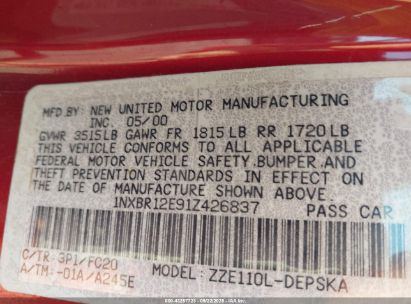 MFD.BY: NEW UNITED MOTOR MANUFACTURING
INC. 05/00
GVWR 3515LB GAWR FR 1815LB RR 1720LB
THIS VEHICLE CONFORMS TO ALL APPLICABLE
FEDERAL MOTOR VEHICLE SAFETY, BUMPER, AND
THEFT PREVENTION STANDARDS IN EFFECT ON
THE DATE OF MANUFACTURE SHOWN ABOVE.
1NXBR12E91Z426837 PASS CAR
C/TR: 3P1/FC20
A/TM: -01A/A245E
MODEL: ZZE110L-DEPSKA